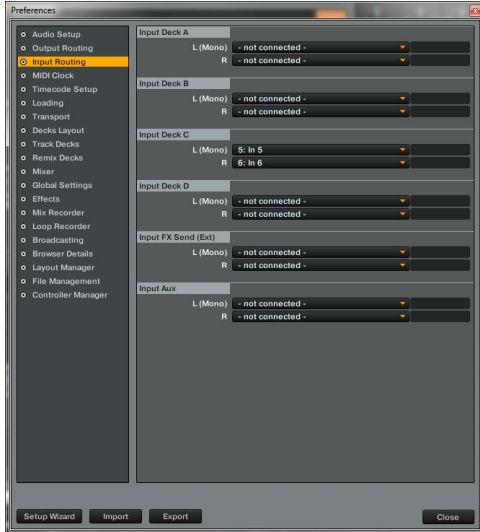 Preferences
Audio Setup
Output Routing
Input Routing
MIDI Clock
Timecode Setup
Loading
Transport
Decks Layout
Track Decks
Remix Decks
Mixer
Global Settings
Effects
Mix Recorder
Loop Recorder
Broadcasting
Browser Details
Layout Manager
File Management
Controller Manager
Input Deck A
L (Mono) - not connected -
R - not connected -
Input Deck B
L (Mono) - not connected -
R - not connected -
Input Deck C
L (Mono) 5: In 5
R 6: In 6
Input Deck D
L (Mono) - not connected -
R - not connected -
Input FX Send (Ext)
L (Mono) - not connected -
R - not connected -
Input Aux
L (Mono) - not connected -
R - not connected -
Setup Wizard Import Export Close